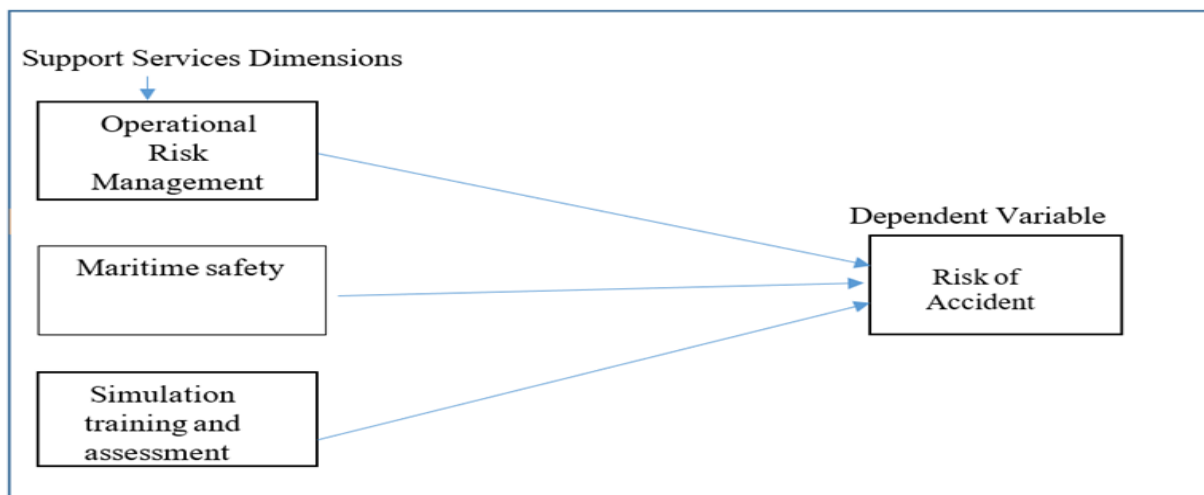 Support Services Dimensions
Operational
Risk
Management
Maritime safety
Simulation
training and
assessment
Dependent Variable
Risk of
Accident